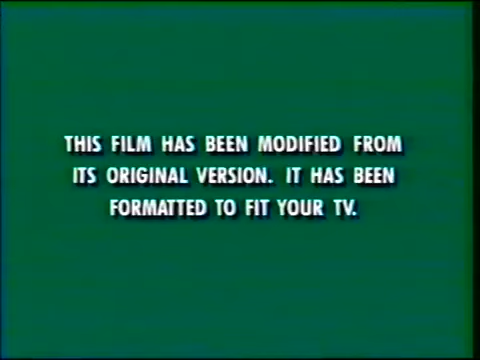 THIS FILM HAS BEEN MODIFIED FROM
ITS ORIGINAL VERSION. IT HAS BEEN
FORMATTED TO FIT YOUR TV.